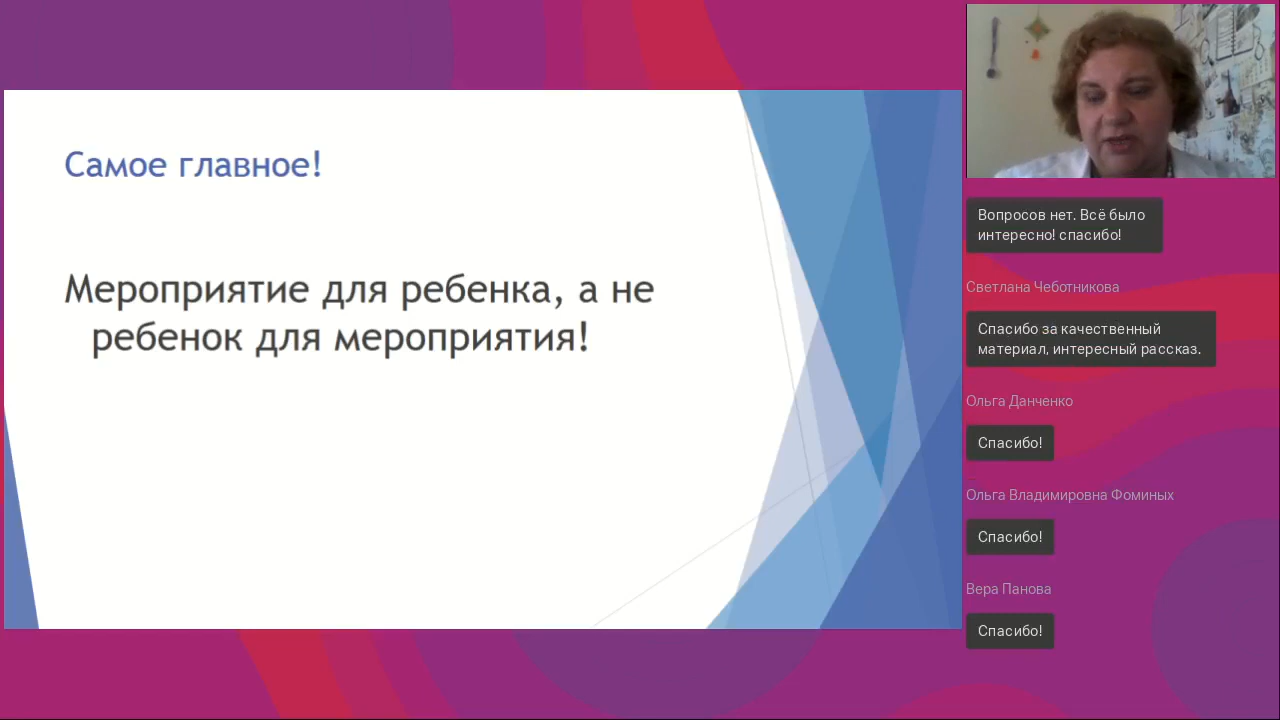 Самое главное!
Мероприятие для ребенка, а не
ребенок для мероприятия!
Вопросов нет. Всё было
интересно! спасибо!
Светлана Чеботникова
Спасибо за качественный
материал, интересный рассказ.
Ольга Данченко
Спасибо!
Ольга Владимировна Фоминых
Спасибо!
Вера Панова
Спасибо!